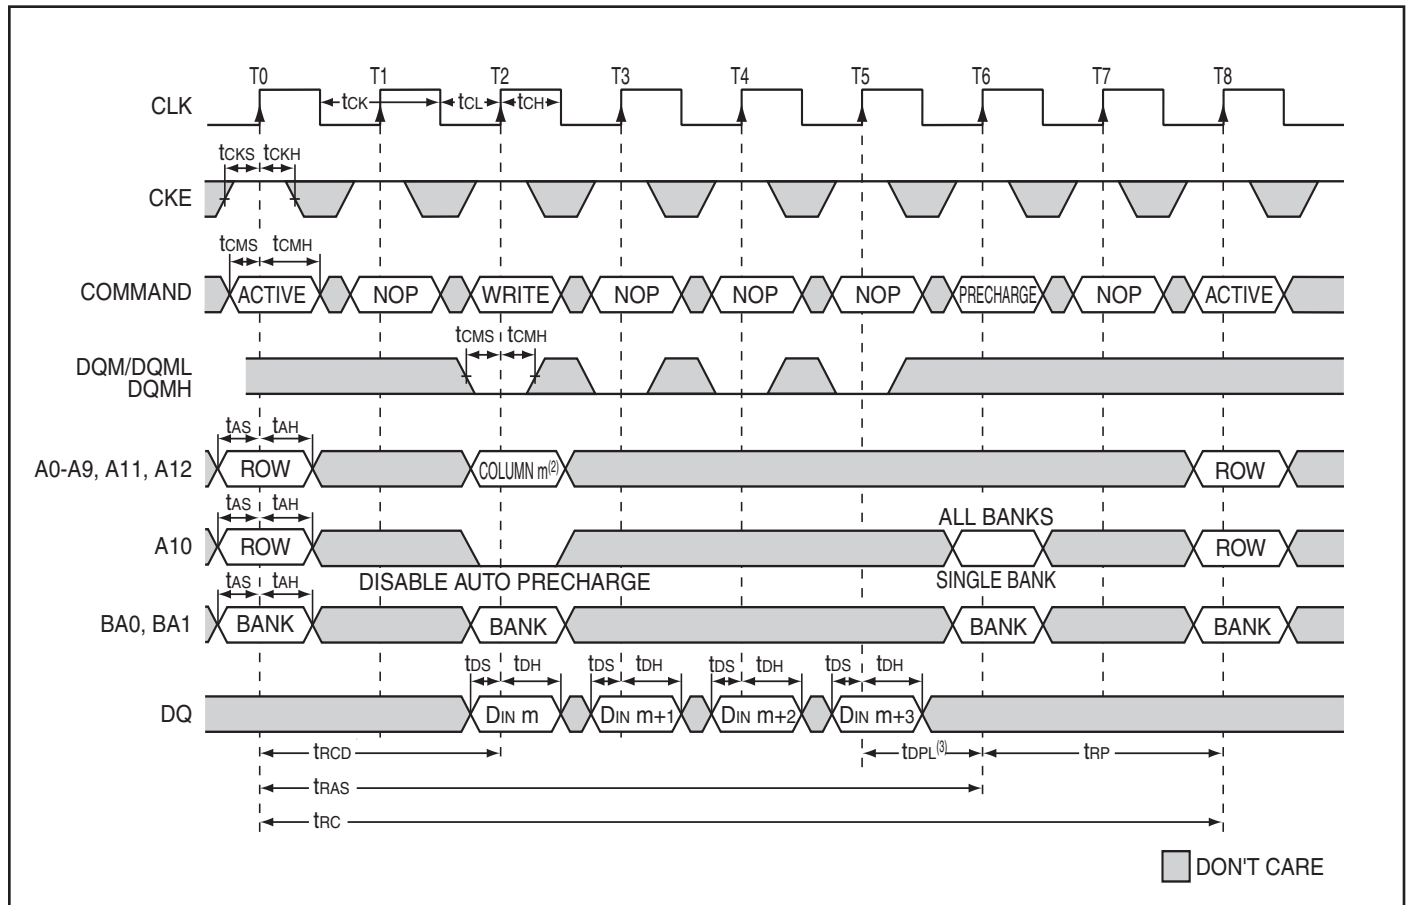 T0 T1 T2 T3 T4 T5 T6 T7 T8
CLK tCK tCL tCH
tCKS tCKH
CKE
tCMS tCMH
COMMAND ACTIVE NOP WRITE NOP NOP NOP PRECHARGE NOP ACTIVE
tCMS tCMH
DQM/DQML
DQMH
tAS tAH
A0-A9, A11, A12 ROW COLUMN m(2) ROW
tAS tAH ALL BANKS
A10 ROW ROW
DISABLE AUTO PRECHARGE SINGLE BANK
tAS tAH
BA0, BA1 BANK BANK BANK BANK
tDS tDH tDS tDH tDS tDH tDS tDH
DQ DIN m DIN m+1 DIN m+2 DIN m+3
tRCD tDPL(3) tRP
tRAS
tRC
DON'T CARE